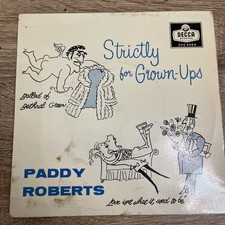 DECCA
Strictly
for Grown-Ups
Ballad of
Bethnal Green
PADDY
ROBERTS
Love isn't what it used to be